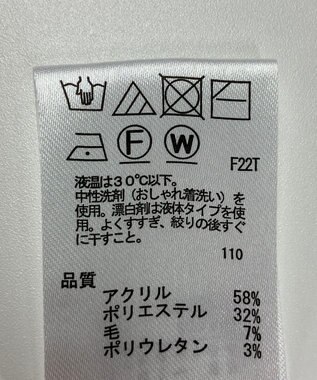 F W
F22T
液温は30℃以下。
中性洗剤（おしゃれ着洗い）を
使用。漂白剤は液体タイプを使
用。よくすすぎ、絞りの後すぐ
に干すこと。
110
品質
アクリル 58%
ポリエステル 32%
毛 7%
ポリウレタン 3%